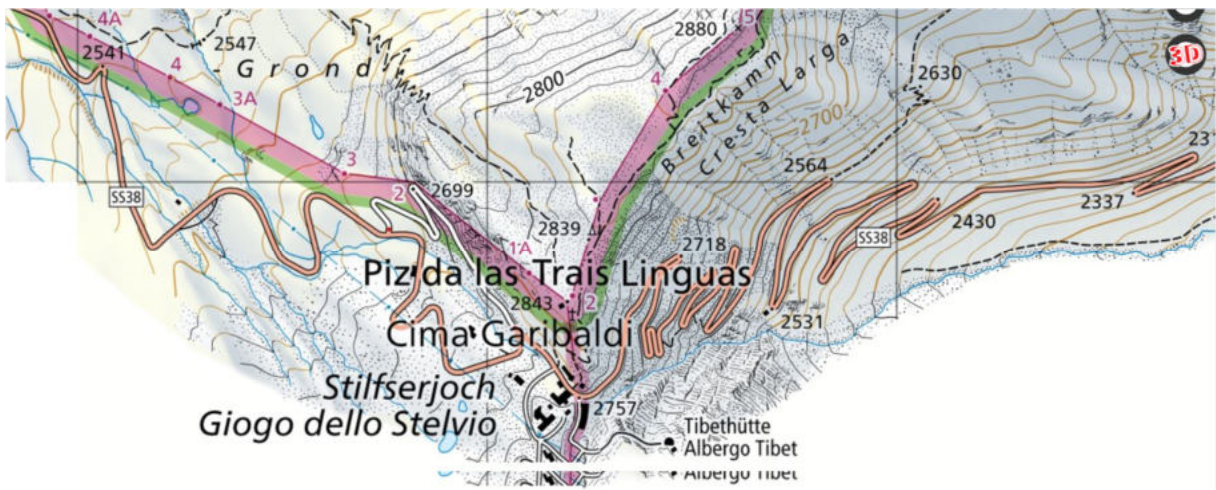 4A
2541
2547
Grond
4
3A
3
2
2699
SS38
2800
2880
15
4
Breitkamm
Cresta Larga
2630
3D
2700
2564
23
2337
2430
SS38
2839
2718
1A
Piz da las Trais Linguas
2843
2
2531
Cima Garibaldi
Stilfserjoch
Giogo dello Stelvio
2757
Tibethütte
Albergo Tibet
Albergo Tibet